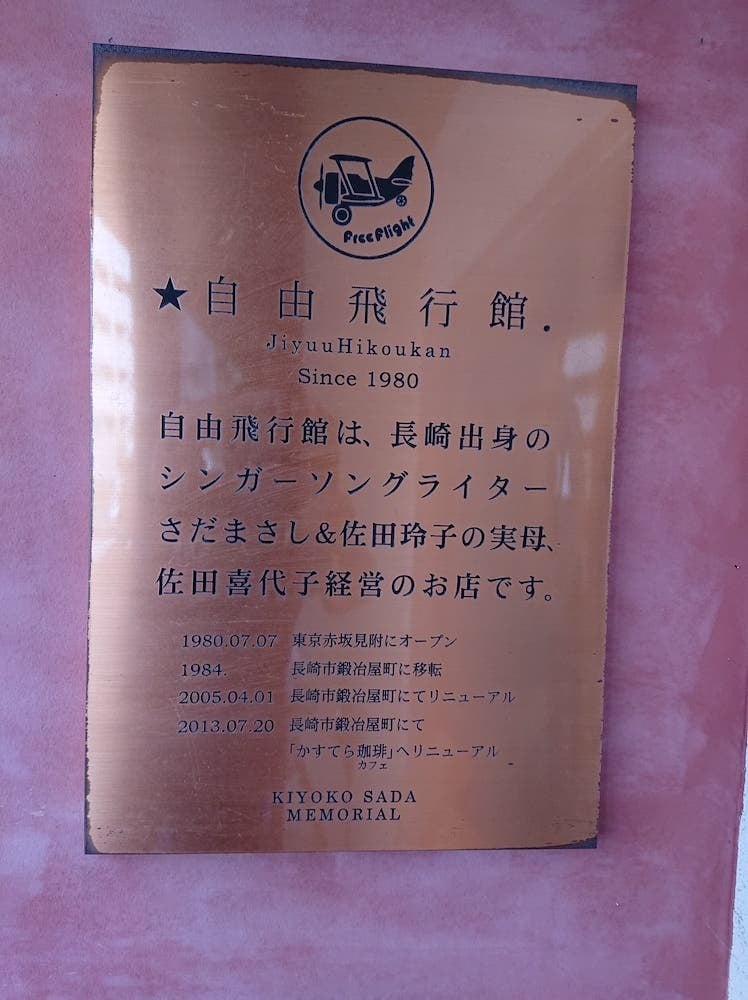 Free Flight
★自由飛行館.
JiyuuHikoukan
Since 1980
自由飛行館は、長崎出身の
シンガーソングライター
さだまさし&佐田玲子の実母、
佐田喜代子経営のお店です。
1980.07.07 東京赤坂見附にオープン
1984. 長崎市鍛冶屋町に移転
2005.04.01 長崎市鍛冶屋町にてリニューアル
2013.07.20 長崎市鍛冶屋町にて
「かすてら珈琲」へリニューアル
カフェ
KIYOKO SADA
MEMORIAL